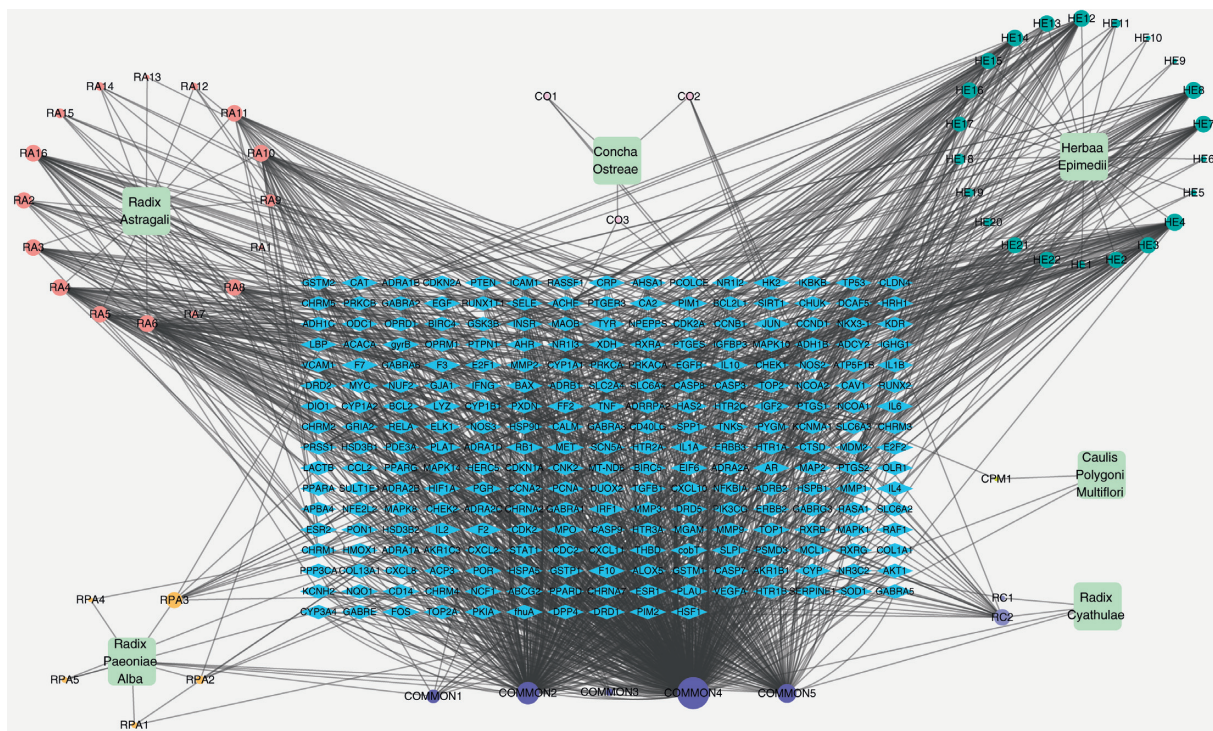 HE13 HE12 HE11
HE14 HE10
HE15 HE9
RA14 RA13 RA12 HE16 HE8
RA15 RA11 CO1 CO2 HE17 HE7
RA16 RA10 HE18 HE6
Concha
Ostreae
Herbaa
Epimedii
RA2 RA9 HE19 HE5
Radix
Astragali
CO3 HE20 HE4
RA3 RA1 HE21 HE3
HE22 HE1 HE2
RA4 RA8
RA5 RA6 RA7
GSTM2 CAT ADRA1B CDKN2A PTEN ICAM1 RASSF1 CRP AHSA1 PCOLCE NR1I2 HK2 IKBKB TP53 CLDN4
CHRM5 PRKCB GABRA2 EGF RUNX1T1 SELE ACHE PTGER3 CA2 PIM1 BCL2L1 SIRT1 CHUK DCAF5 HRH1
ADH1C ODC1 OPRD1 BIRC4 GSK3B INSR MAOB TYR NPEPPS CDK2A CCNB1 JUN CCND1 NKX3-1 KDR
LBP ACACA gyrB OPRM1 PTPN1 AHR NR1I3 XDH RXRA PTGES IGFBP3 MAPK10 ADH1B ADCY2 IGHG1
VCAM1 F7 GABRA6 F3 E2F1 MMP2 CYP1A1 PRKCA PRKACA EGFR IL10 CHEK1 NOS2 ATP5F1B IL1B
DRD2 MYC NUF2 GJA1 IFNG BAX ADRB1 SLC2A4 SLC6A4 CASP8 CASP3 TOP2 NCOA2 CAV1 RUNX2
DIO1 CYP1A2 BCL2 LYZ CYP1B1 PXDN FF2 TNF ADRRPA2 HAS2 HTR2C IGF2 PTGS1 NCOA1 IL6
CHRM2 GRIA2 RELA ELK1 NOS3 HSP90 CALM GABRA3 CD40LG SPP1 TNKS PYGM KCNMA1 SLC6A3 CHRM3
PRSS1 HSD3B1 PDE3A PLAT ADRA1D RB1 MET SCN5A HTR2A IL1A ERBB3 HTR1A CTSD MDM2 E2F2
LACTB CCL2 PPARG MAPK14 HERC5 CDKN1A CNK2 MT-ND6 BIRC5 EIF6 ADRA2A AR MAP2 PTGS2 OLR1
PPARA SULT1E1 ADRA2B HIF1A PGR CCNA2 PCNA DUOX2 TGFB1 CXCL10 NFKBIA ADRB2 HSPB1 MMP1 IL4
APBA4 NFE2L2 MAPK8 CHEK2 ADRA2C CHRNA2 GABRA1 IRF1 MMP3 DRD5 PIK3CG ERBB2 GABRG3 RASA1 SLC6A2
ESR2 PON1 HSD3B2 IL2 F2 CDK2 MPO CASP9 HTR3A MGAM MMP9 TOP1 RXRB MAPK1 RAF1
CHRM1 HMOX1 ADRA1A AKR1C3 CXCL2 STAT1 CDC2 CXCL11 THBD cobT SLPI PSMD3 MCL1 RXRG COL1A1
PPP3CA COL13A1 CXCL8 ACP3 POR HSPA5 GSTP1 F10 ALOX5 GSTM1 CASP7 AKR1B1 CYP NR3C2 AKT1
KCNH2 NQO1 CD14 CHRM4 NCF1 ABCG2 PPARD CHRNA7 ESR1 PLAU VEGFA HTR1B SERPINE1 SOD1 GABRA5
CYP3A4 GABRE FOS TOP2A PKIA fhuA DPP4 DRD1 PIM2 HSF1
CPM1
Caulis
Polygoni
Multiflori
RPA4 RPA3
RC1
RC2
Radix
Cyathulae
Radix
Paeoniae
Alba
RPA5 RPA2
RPA1
COMMON1 COMMON2 COMMON3 COMMON4 COMMON5